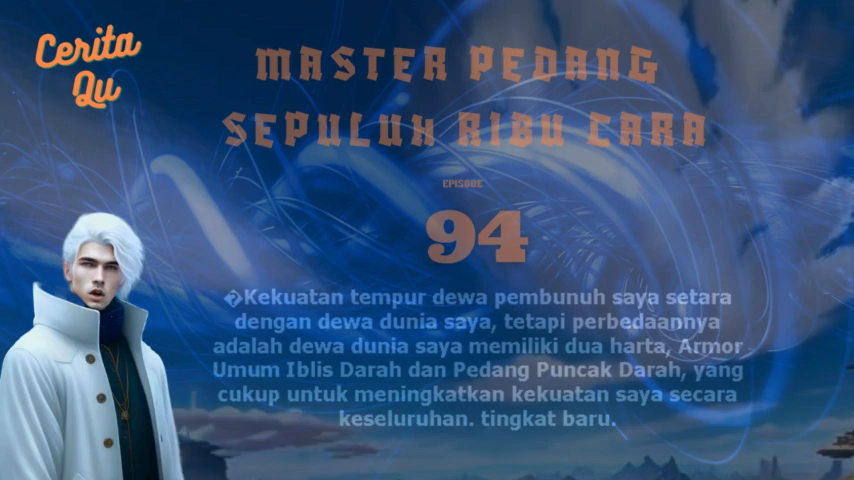 Cerita
Qu
MASTER PEDANG
SEPULUH RIBU CARA
EPISODE
94
�Kekuatan tempur dewa pembunuh saya setara
dengan dewa dunia saya, tetapi perbedaannya
adalah dewa dunia saya memiliki dua harta, Armor
Umum Iblis Darah dan Pedang Puncak Darah, yang
cukup untuk meningkatkan kekuatan saya secara
keseluruhan. tingkat baru.